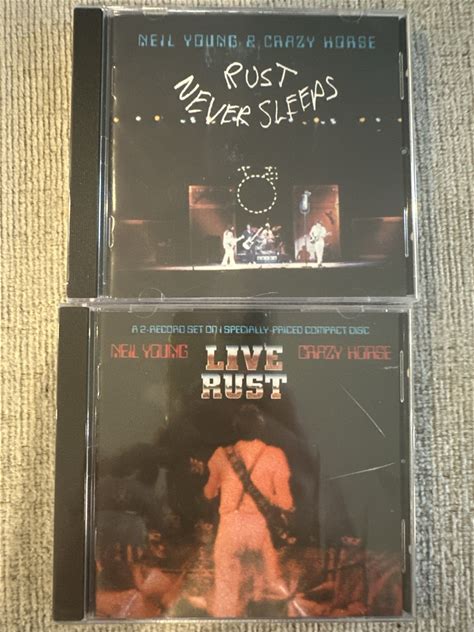 NEIL YOUNG & CRAZY HORSE
RUST
NEVER SLEEPS
A 2-RECORD SET ON 1 SPECIALLY-PRICED COMPACT DISC
NEIL YOUNG LIVE CRAZY HORSE
RUST